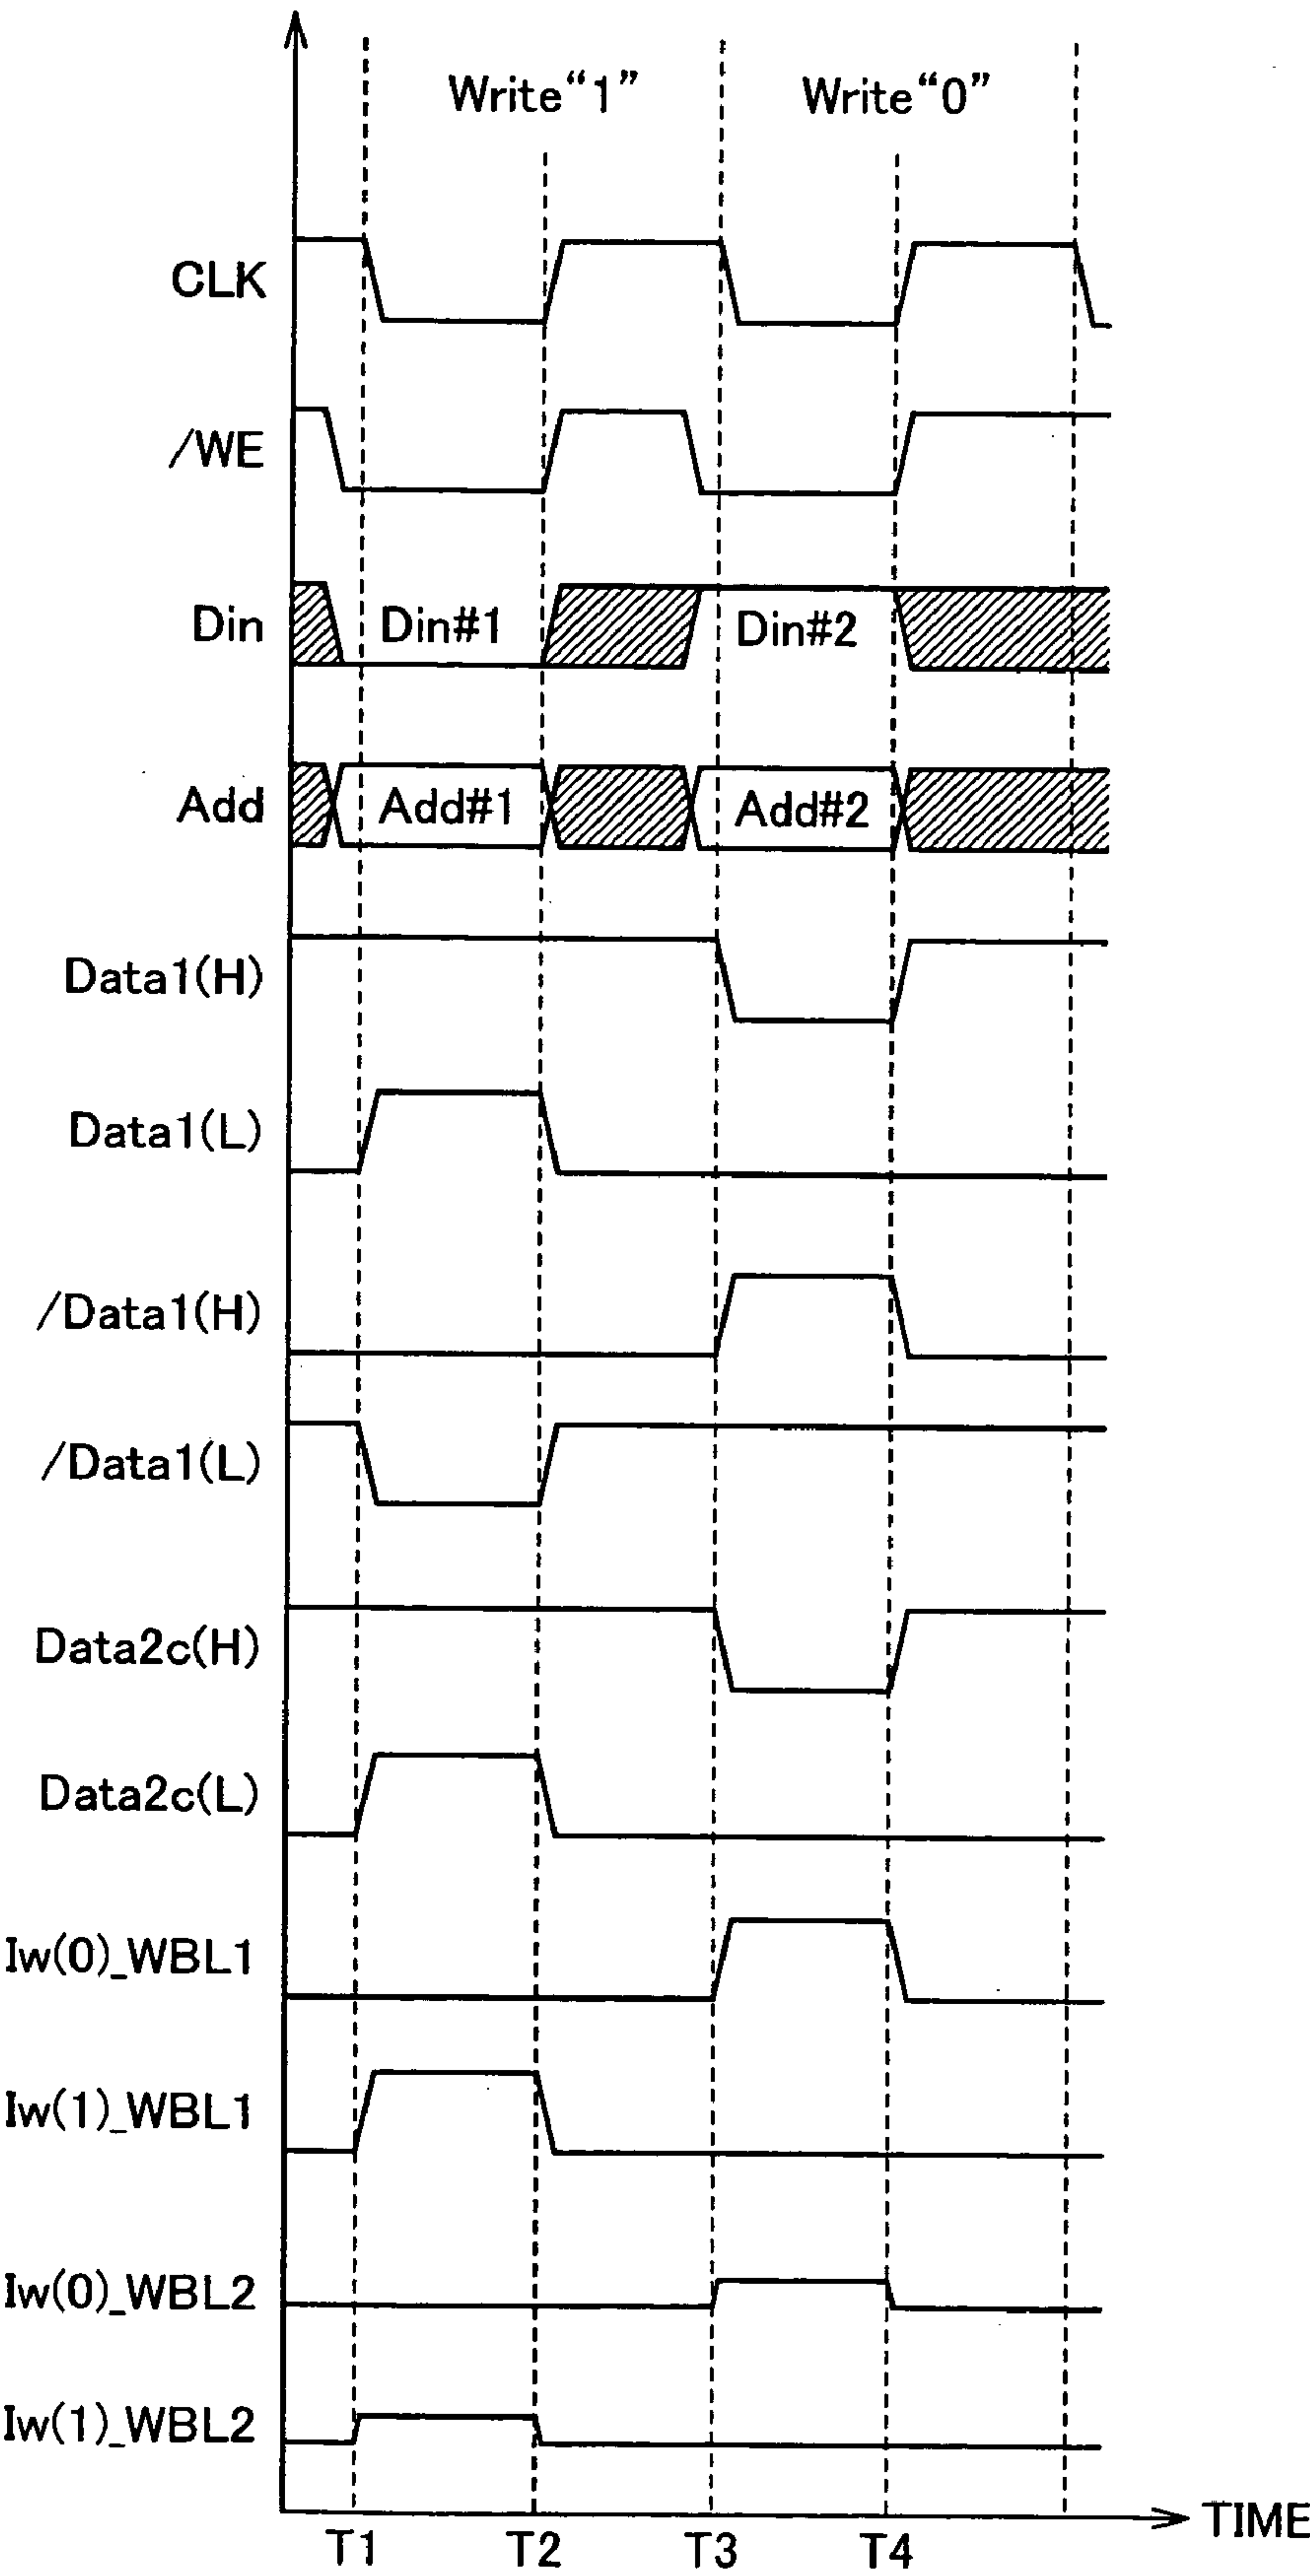 Write“1” Write“0”
CLK
/WE
Din Din#1 Din#2
Add Add#1 Add#2
Data1(H)
Data1(L)
/Data1(H)
/Data1(L)
Data2c(H)
Data2c(L)
Iw(0)_WBL1
Iw(1)_WBL1
Iw(0)_WBL2
Iw(1)_WBL2
TIME
T1 T2 T3 T4